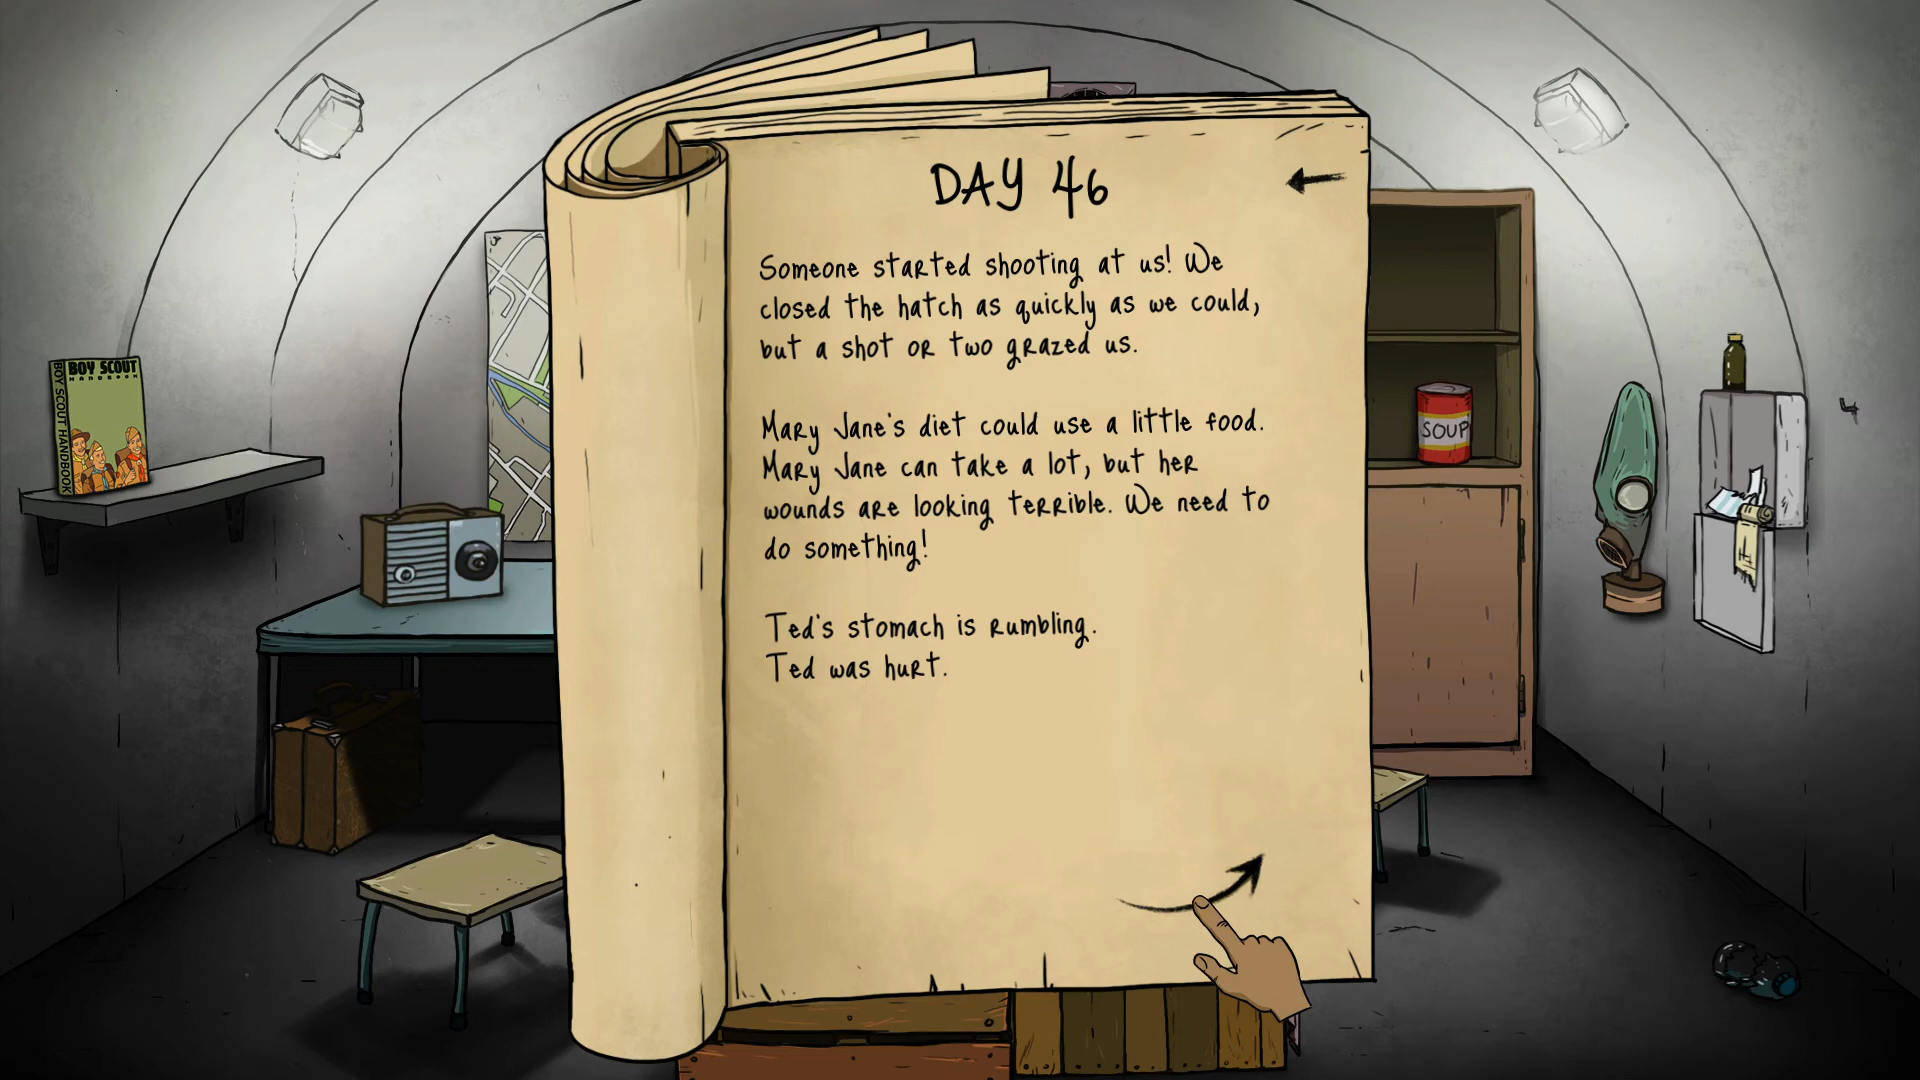 DAY 46
Someone started shooting at us! We
closed the hatch as quickly as we could,
but a shot or two grazed us.
Mary Jane's diet could use a little food.
Mary Jane can take a lot, but her
wounds are looking terrible. We need to
do something!
Ted's stomach is rumbling.
Ted was hurt.
BOY SCOUT
HANDBOOK
BOY SCOUT HANDBOOK
SOUP